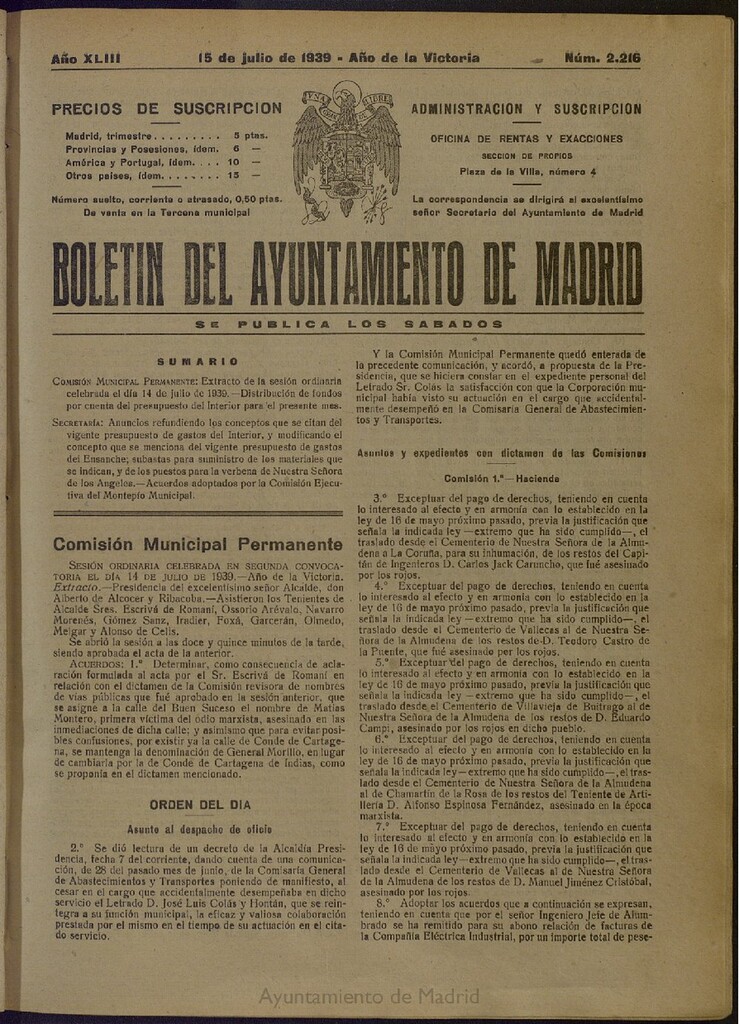 Año XLIII 15 de julio de 1939 - Año de la Victoria Núm. 2.216
PRECIOS DE SUSCRIPCION
Madrid, trimestre......... 5 ptas.
Provincias y Posesiones, ídem. 6 —
América y Portugal, ídem.... 10 —
Otros países, ídem........ 15 —
Número suelto, corriente o atrasado, 0,50 ptas.
De venta en la Tercena municipal
UNA LIBRE
ADMINISTRACION Y SUSCRIPCION
OFICINA DE RENTAS Y EXACCIONES
SECCION DE PROPIOS
Plaza de la Villa, número 4
La correspondencia se dirigirá al excelentísimo
señor Secretario del Ayuntamiento de Madrid
BOLETIN DEL AYUNTAMIENTO DE MADRID
SE PUBLICA LOS SABADOS
SUMARIO
COMISIÓN MUNICIPAL PERMANENTE: Extracto de la sesión ordinaria
celebrada el día 14 de julio de 1939.—Distribución de fondos
por cuenta del presupuesto del Interior para el presente mes.
SECRETARÍA: Anuncios refundiendo los conceptos que se citan del
vigente presupuesto de gastos del Interior, y modificando el
concepto que se menciona del vigente presupuesto de gastos
del Ensanche; subastas para suministro de los materiales que
se indican, y de los puestos para la verbena de Nuestra Señora
de los Angeles.—Acuerdos adoptados por la Comisión Ejecu-
tiva del Montepío Municipal.
Comisión Municipal Permanente
SESIÓN ORDINARIA CELEBRADA EN SEGUNDA CONVOCA-
TORIA EL DÍA 14 DE JULIO DE 1939.—Año de la Victoria.
Extracto.—Presidencia del excelentísimo señor Alcalde, don
Alberto de Alcocer y Ribacoba.—Asistieron los Tenientes de
Alcalde Sres. Escrivá de Romaní, Ossorio Arévalo, Navarro
Morenés, Gómez Sanz, Iradier, Foxá, Garcerán, Olmedo,
Melgar y Alonso de Celis.
Se abrió la sesión a las doce y quince minutos de la tarde,
siendo aprobada el acta de la anterior.
ACUERDOS: 1.º Determinar, como consecuencia de acla-
ración formulada al acta por el Sr. Escrivá de Romaní en
relación con el dictamen de la Comisión revisora de nombres
de vías públicas que fué aprobado en la sesión anterior, que
se asigne a la calle del Buen Suceso el nombre de Matías
Montero, primera víctima del odio marxista, asesinado en las
inmediaciones de dicha calle; y asimismo que para evitar posi-
bles confusiones, por existir ya la calle de Conde de Cartage-
na, se mantenga la denominación de General Morillo, en lugar
de cambiarla por la de Conde de Cartagena de Indias, como
se proponía en el dictamen mencionado.
ORDEN DEL DIA
Asunto al despacho de oficio
2.º Se dió lectura de un decreto de la Alcaldía Presi-
dencia, fecha 7 del corriente, dando cuenta de una comunica-
ción, de 28 del pasado mes de junio, de la Comisaría General
de Abastecimientos y Transportes poniendo de manifiesto, al
cesar en el cargo que accidentalmente desempeñaba en dicho
servicio el Letrado D. José Luis Colás y Hontán, que se rein-
tegra a su función municipal, la eficaz y valiosa colaboración
prestada por el mismo en el tiempo de su actuación en el cita-
do servicio.
Y la Comisión Municipal Permanente quedó enterada de
la precedente comunicación, y acordó, a propuesta de la Pre-
sidencia, que se hiciera constar en el expediente personal del
Letrado Sr. Colás la satisfacción con que la Corporación mu-
nicipal había visto su actuación en el cargo que accidental-
mente desempeñó en la Comisaría General de Abastecimien-
tos y Transportes.
Asuntos y expedientes con dictamen de las Comisiones
Comisión 1.ª—Hacienda
3.º Exceptuar del pago de derechos, teniendo en cuenta
lo interesado al efecto y en armonía con lo establecido en la
ley de 16 de mayo próximo pasado, previa la justificación que
señala la indicada ley—extremo que ha sido cumplido—, el
traslado desde el Cementerio de Nuestra Señora de la Almu-
dena a La Coruña, para su inhumación, de los restos del Capi-
tán de Ingenieros D. Carlos Jack Caruncho, que fué asesinado
por los rojos.
4.º Exceptuar del pago de derechos, teniendo en cuenta
lo interesado al efecto y en armonía con lo establecido en la
ley de 16 de mayo próximo pasado, previa la justificación que
señala la indicada ley—extremo que ha sido cumplido—, el
traslado desde el Cementerio de Vallecas al de Nuestra Se-
ñora de la Almudena de los restos de D. Teodoro Castro de
la Puente, que fué asesinado por los rojos.
5.º Exceptuar del pago de derechos, teniendo en cuenta
lo interesado al efecto y en armonía con lo establecido en la
ley de 16 de mayo próximo pasado, previa la justificación que
señala la indicada ley—extremo que ha sido cumplido—, el
traslado desde el Cementerio de Villavieja de Buitrago al de
Nuestra Señora de la Almudena de los restos de D. Eduardo
Campi, asesinado por los rojos en dicho pueblo.
6.º Exceptuar del pago de derechos, teniendo en cuenta
lo interesado al efecto y en armonía con lo establecido en la
ley de 16 de mayo próximo pasado, previa la justificación que
señala la indicada ley—extremo que ha sido cumplido—, el tras-
lado desde el Cementerio de Nuestra Señora de la Almudena
al de Chamartín de la Rosa de los restos del Teniente de Arti-
llería D. Alfonso Espinosa Fernández, asesinado en la época
marxista.
7.º Exceptuar del pago de derechos, teniendo en cuenta
lo interesado al efecto y en armonía con lo establecido en la
ley de 16 de mayo próximo pasado, previa la justificación que
señala la indicada ley—extremo que ha sido cumplido—, el tras-
lado desde el Cementerio de Vallecas al de Nuestra Señora
de la Almudena de los restos de D. Manuel Jiménez Cristóbal,
asesinado por los rojos.
8.º Adoptar los acuerdos que a continuación se expresan,
teniendo en cuenta que por el señor Ingeniero Jefe de Alum-
brado se ha remitido para su abono relación de facturas de
la Compañía Eléctrica Industrial, por un importe total de pese-
Ayuntamiento de Madrid